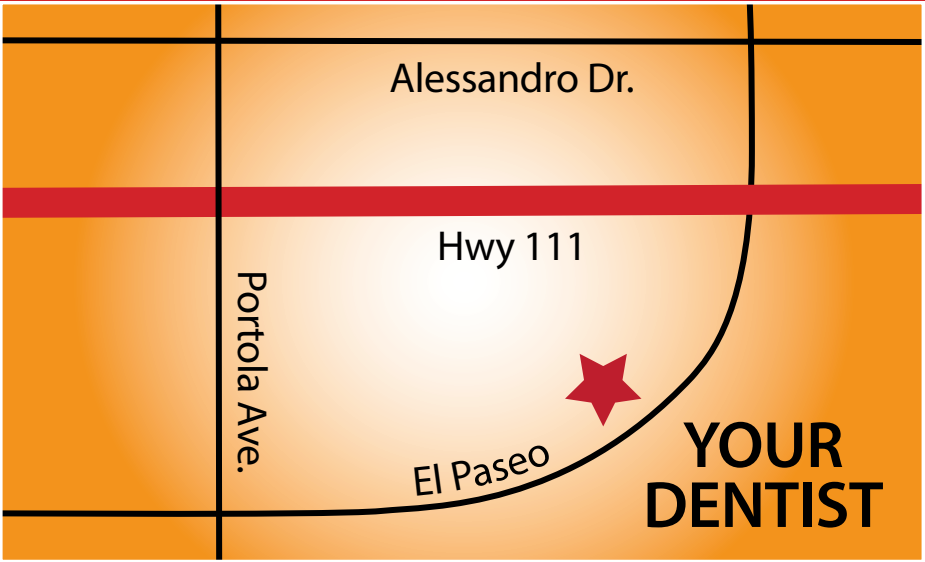 Alessandro Dr.
Hwy 111
Portola Ave.
El Paseo
YOUR
DENTIST